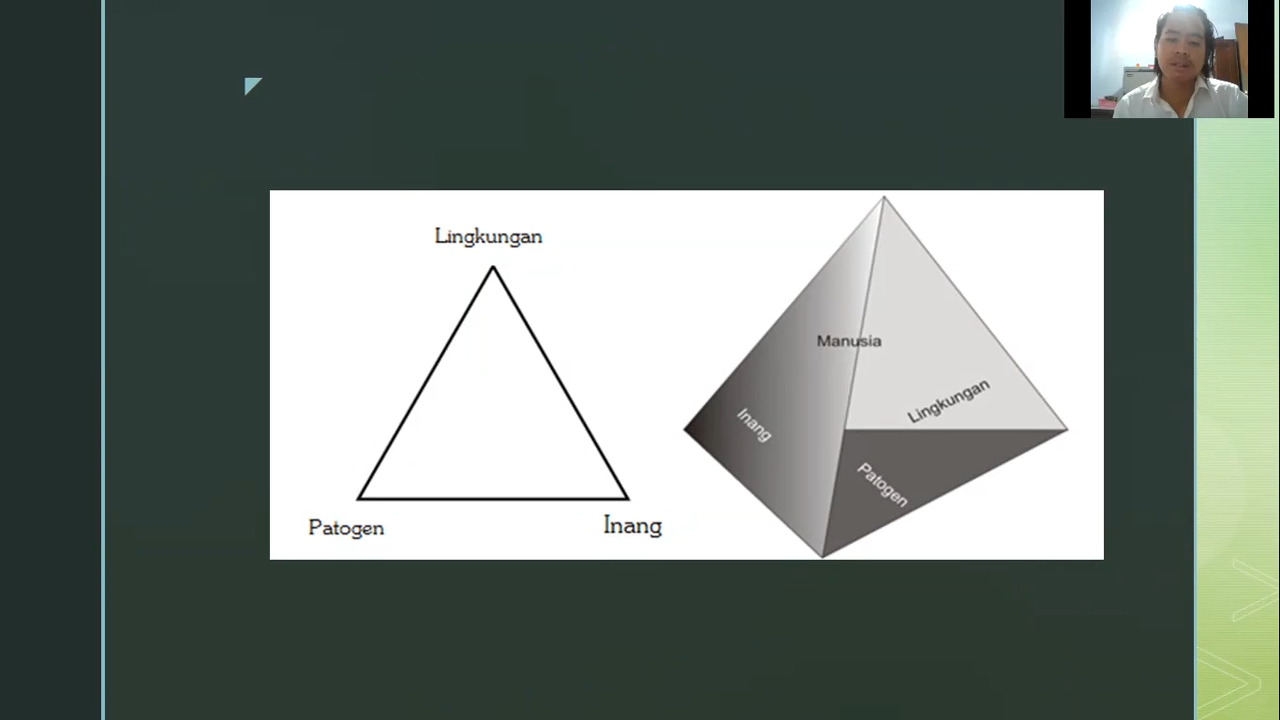 Lingkungan
Patogen
Inang
Manusia
Inang
Lingkungan
Patogen